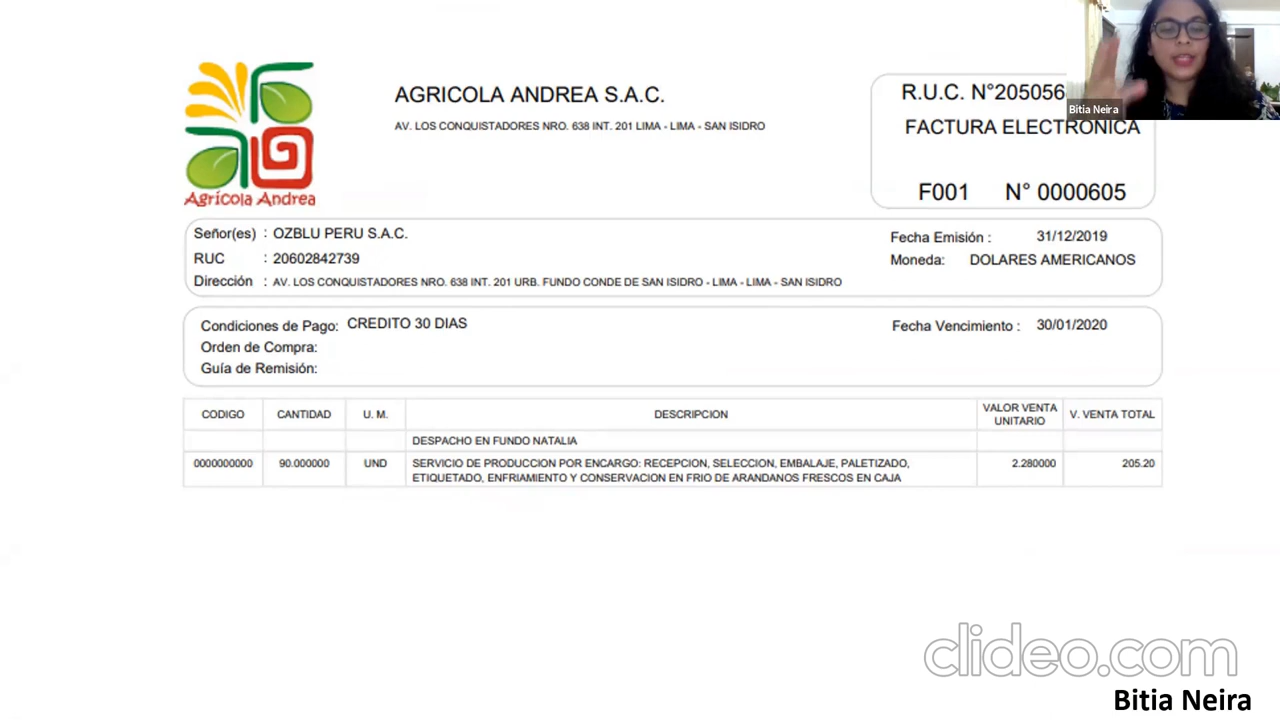 Agrícola Andrea
AGRICOLA ANDREA S.A.C.
AV. LOS CONQUISTADORES NRO. 638 INT. 201 LIMA - LIMA - SAN ISIDRO
R.U.C. N°205056
FACTURA ELECTRONICA
F001 N° 0000605
Bitia Neira
Señor(es) : OZBLU PERU S.A.C.
RUC : 20602842739
Dirección : AV. LOS CONQUISTADORES NRO. 638 INT. 201 URB. FUNDO CONDE DE SAN ISIDRO - LIMA - LIMA - SAN ISIDRO
Fecha Emisión : 31/12/2019
Moneda: DOLARES AMERICANOS
Condiciones de Pago: CREDITO 30 DIAS
Orden de Compra:
Guía de Remisión:
Fecha Vencimiento : 30/01/2020
CODIGO CANTIDAD U. M. DESCRIPCION VALOR VENTA UNITARIO V. VENTA TOTAL
DESPACHO EN FUNDO NATALIA
0000000000 90.000000 UND SERVICIO DE PRODUCCION POR ENCARGO: RECEPCION, SELECCION, EMBALAJE, PALETIZADO, 2.280000 205.20
ETIQUETADO, ENFRIAMIENTO Y CONSERVACION EN FRIO DE ARANDANOS FRESCOS EN CAJA
clideo.com
Bitia Neira